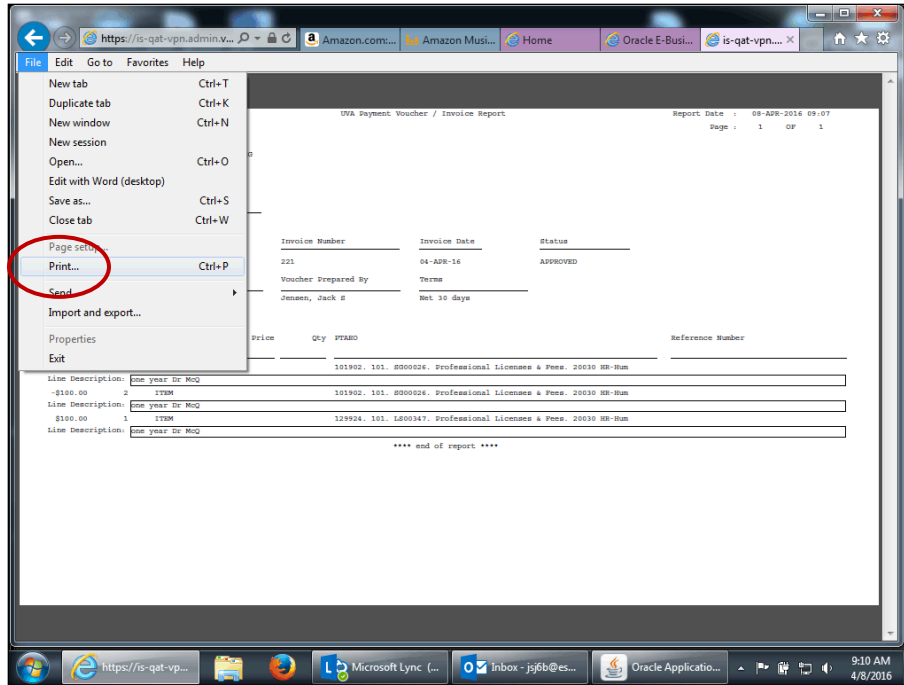 https://is-qat-vpn.admin.v...
Amazon.com:...
Amazon Musi...
Home
Oracle E-Busi...
is-qat-vpn....
File Edit Go to Favorites Help
New tab Ctrl+T
Duplicate tab Ctrl+K
New window Ctrl+N
New session
Open... Ctrl+O
Edit with Word (desktop)
Save as... Ctrl+S
Close tab Ctrl+W
Page setup...
Print... Ctrl+P
Send
Import and export...
Properties
Exit
UVA Payment Voucher / Invoice Report Report Date : 08-APR-2016 09:07
Page : 1 OF 1
G
Invoice Number Invoice Date Status
221 04-APR-16 APPROVED
Voucher Prepared By Terms
Jensen, Jack S Net 30 days
Price Qty PTAEO Reference Number
101902. 101. SG00026. Professional Licenses & Fees. 20030 HR-Hum
Line Description: one year Dr McQ
-$100.00 2 ITEM 101902. 101. SG00026. Professional Licenses & Fees. 20030 HR-Hum
Line Description: one year Dr McQ
$100.00 1 ITEM 129924. 101. LS00347. Professional Licenses & Fees. 20030 HR-Hum
Line Description: one year Dr McQ
**** end of report ****
https://is-qat-vp...
Microsoft Lync (...
Inbox - jsj6b@es...
Oracle Applicatio...
9:10 AM
4/8/2016